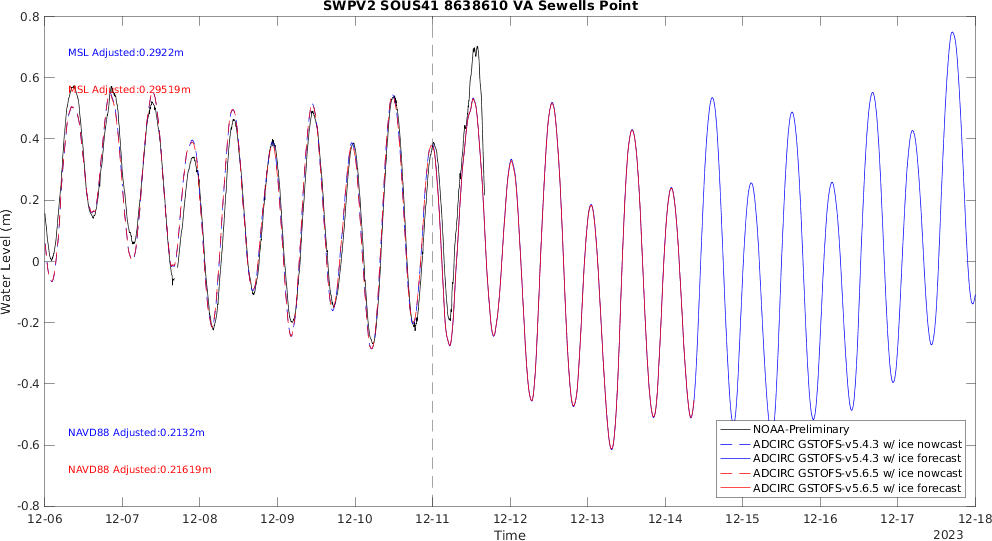 SWPV2 SOUS41 8638610 VA Sewells Point
0.8
0.6
0.4
0.2
0
-0.2
-0.4
-0.6
-0.8
Water Level (m)
MSL Adjusted:0.2922m
MSL Adjusted:0.29519m
NAVD88 Adjusted:0.2132m
NAVD88 Adjusted:0.21619m
NOAA-Preliminary
ADCIRC GSTOFS-v5.4.3 w/ ice nowcast
ADCIRC GSTOFS-v5.4.3 w/ ice forecast
ADCIRC GSTOFS-v5.6.5 w/ ice nowcast
ADCIRC GSTOFS-v5.6.5 w/ ice forecast
12-06 12-07 12-08 12-09 12-10 12-11 12-12 12-13 12-14 12-15 12-16 12-17 12-18
Time
2023